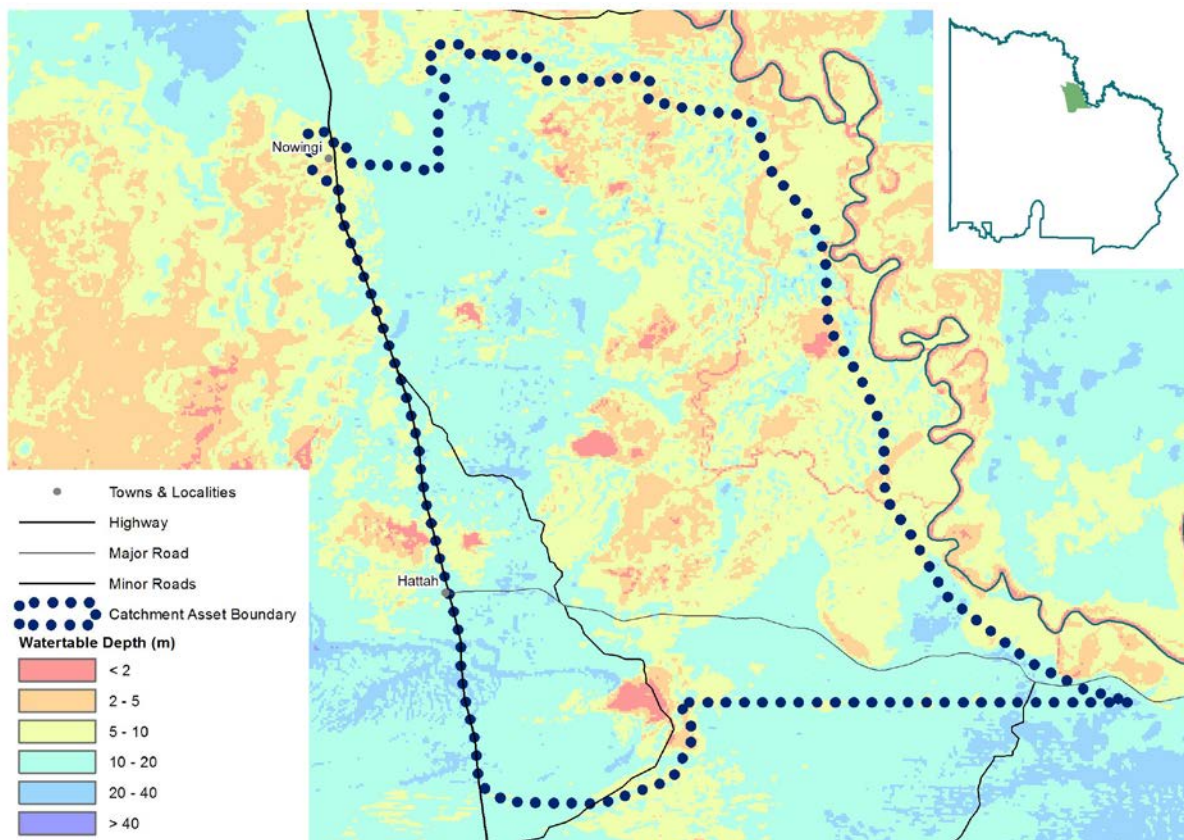 Nowingi
Hattah
Towns & Localities
Highway
Major Road
Minor Roads
Catchment Asset Boundary
Watertable Depth (m)
< 2
2 - 5
5 - 10
10 - 20
20 - 40
> 40